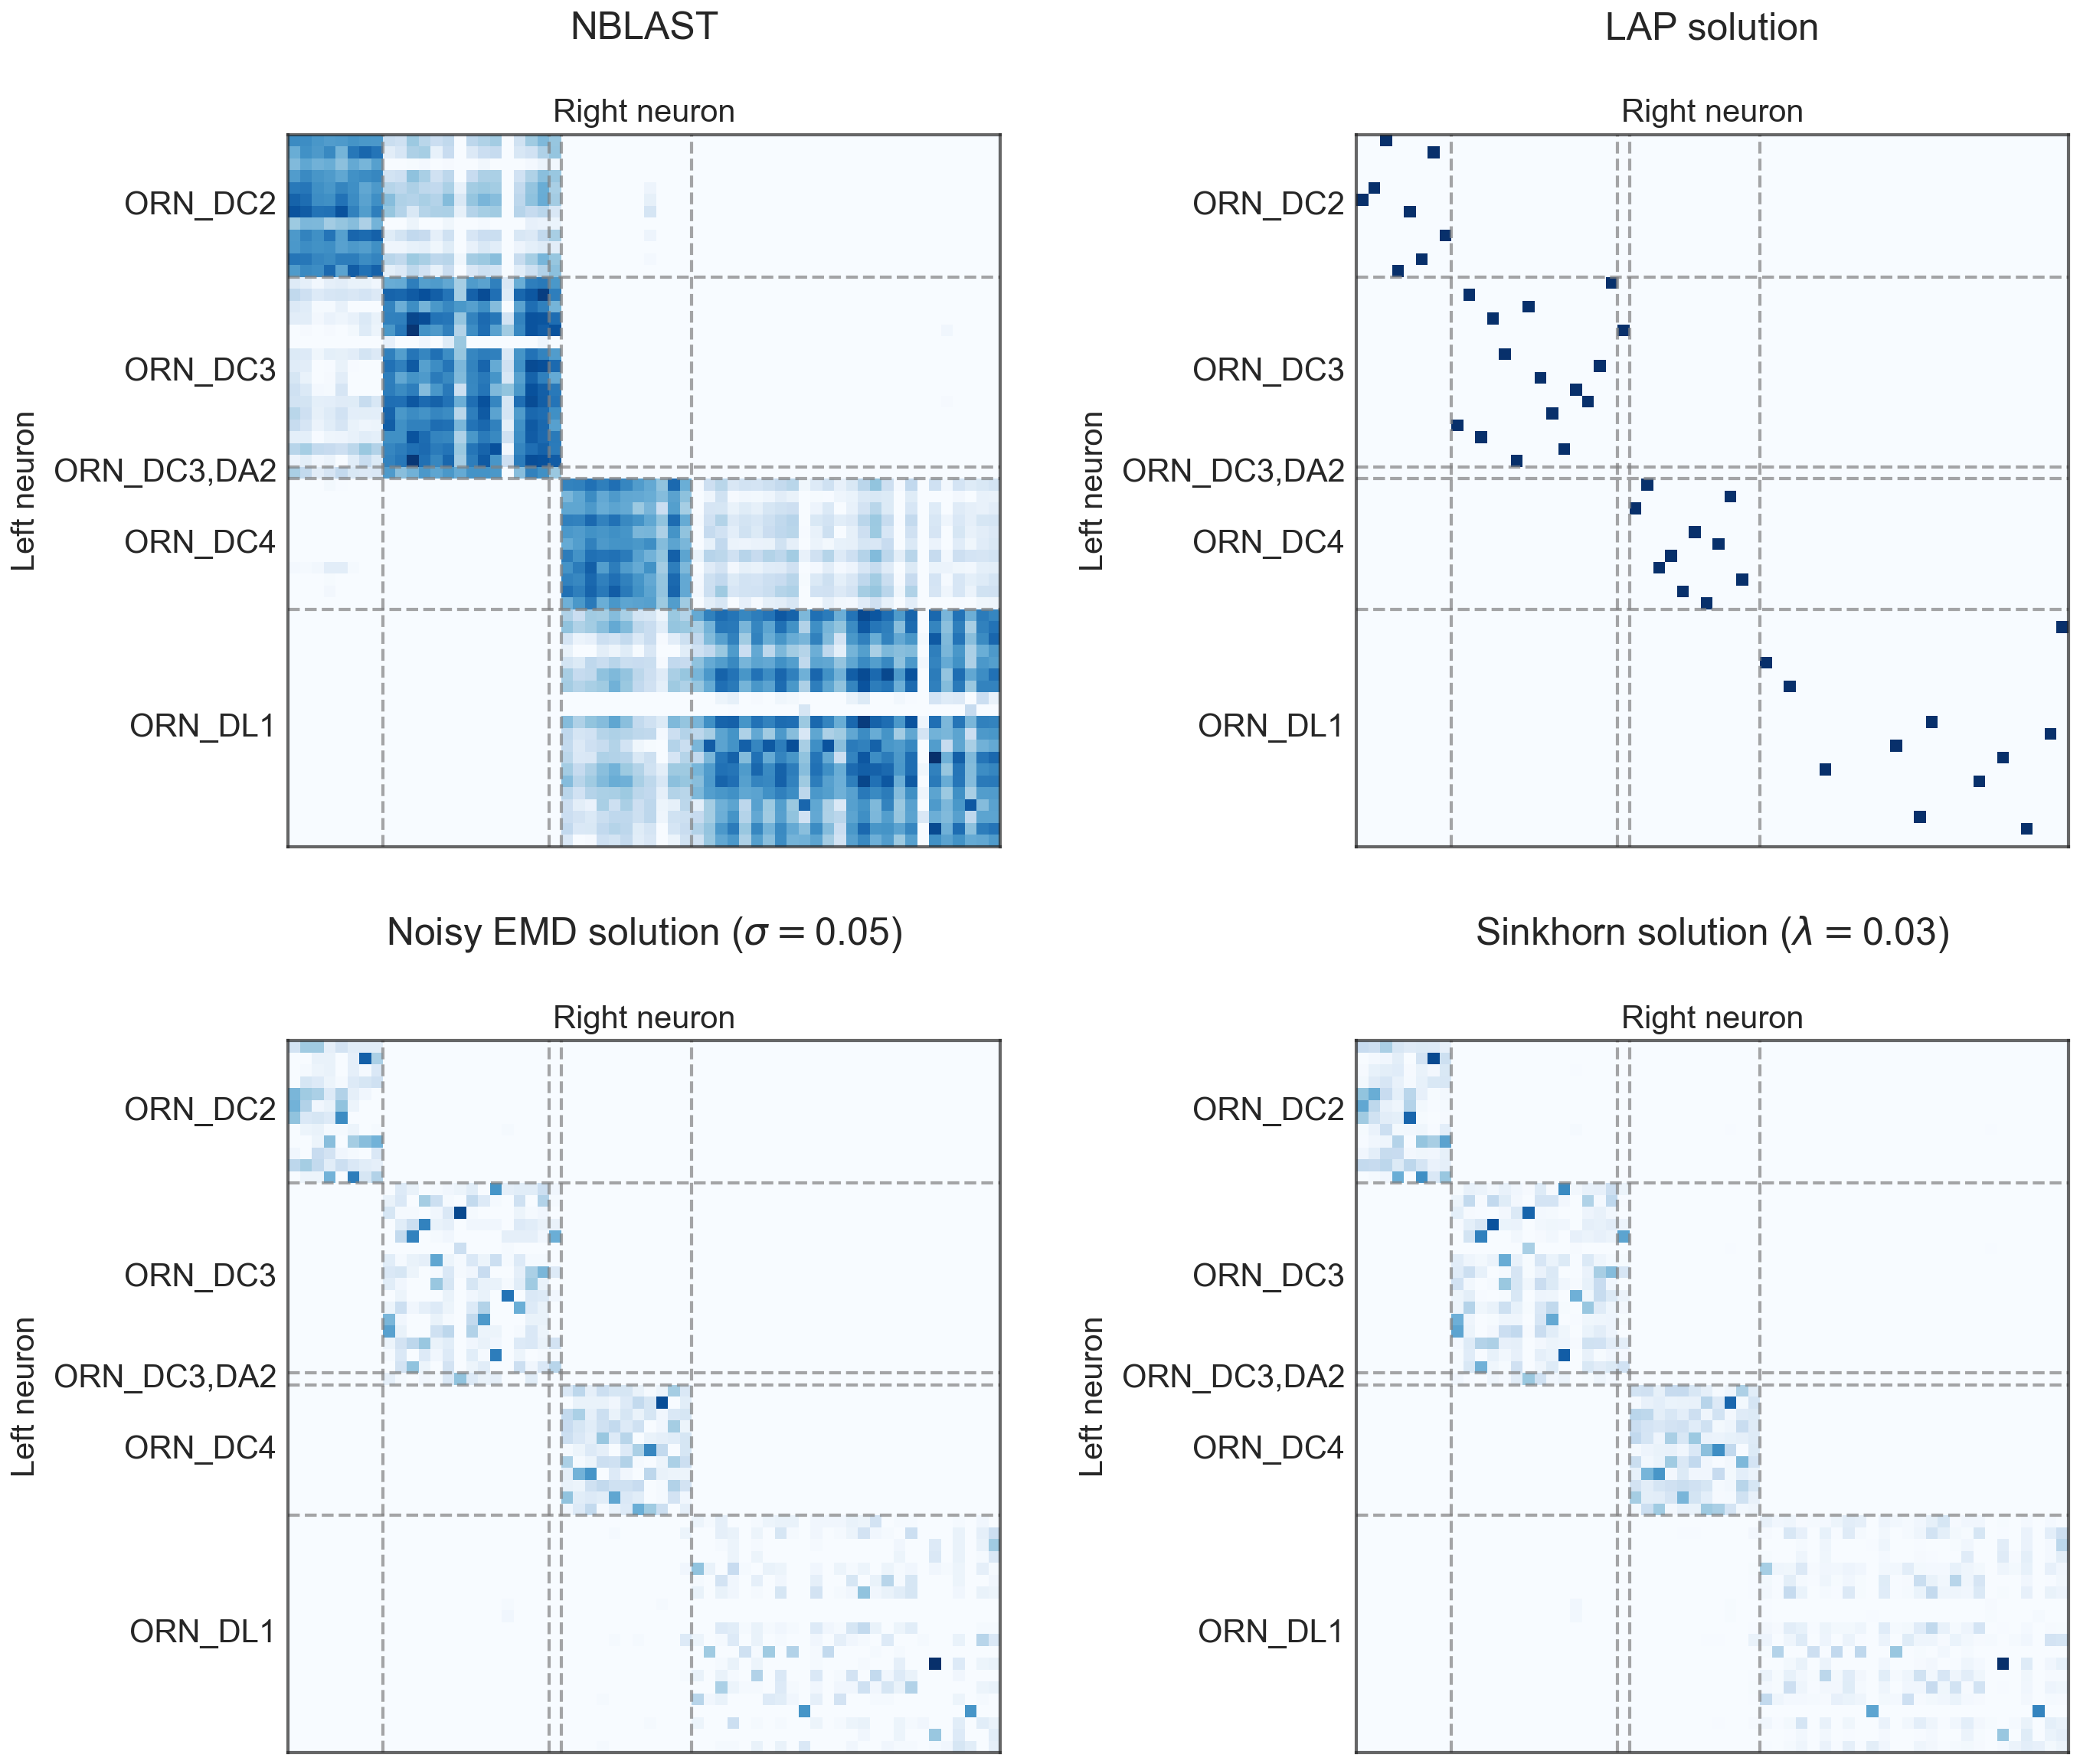 NBLAST
Right neuron
Left neuron
ORN_DC2
ORN_DC3
ORN_DC3,DA2
ORN_DC4
ORN_DL1
LAP solution
Right neuron
Left neuron
ORN_DC2
ORN_DC3
ORN_DC3,DA2
ORN_DC4
ORN_DL1
Noisy EMD solution (σ = 0.05)
Right neuron
Left neuron
ORN_DC2
ORN_DC3
ORN_DC3,DA2
ORN_DC4
ORN_DL1
Sinkhorn solution (λ = 0.03)
Right neuron
Left neuron
ORN_DC2
ORN_DC3
ORN_DC3,DA2
ORN_DC4
ORN_DL1